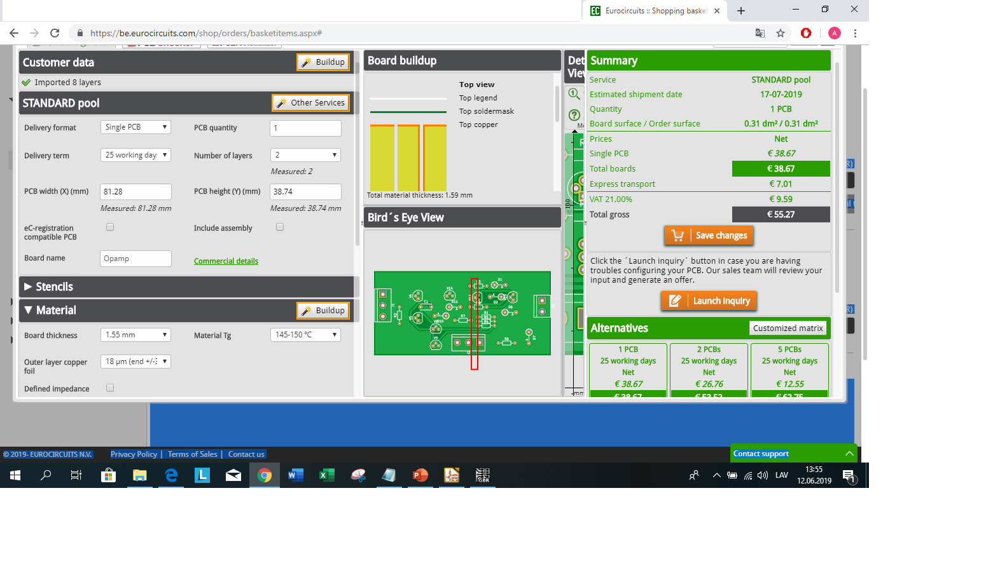 Eurocircuits :: Shopping basket
https://be.eurocircuits.com/shop/orders/basketitems.aspx#
A
Customer data
Buildup
Imported 8 layers
STANDARD pool
Other Services
Delivery format
Single PCB
PCB quantity
1
Delivery term
25 working day
Number of layers
2
Measured: 2
PCB width (X) (mm)
81.28
PCB height (Y) (mm)
38.74
Measured: 81.28 mm
Measured: 38.74 mm
eC-registration
compatible PCB
Include assembly
Board name
Opamp
Commercial details
Stencils
Material
Buildup
Board thickness
1.55 mm
Material Tg
145-150 °C
Outer layer copper
foil
18 µm (end +/-3
Defined impedance
Board buildup
Top view
Top legend
Top soldermask
Top copper
Total material thickness: 1.59 mm
Bird´s Eye View
Det
Viev
100
mm
Summary
Service
STANDARD pool
Estimated shipment date
17-07-2019
Quantity
1 PCB
Board surface / Order surface
0.31 dm² / 0.31 dm²
Prices
Net
Single PCB
€ 38.67
Total boards
€ 38.67
Express transport
€ 7.01
VAT 21.00%
€ 9.59
Total gross
€ 55.27
Save changes
Click the ´Launch inquiry´ button in case you are having
troubles configuring your PCB. Our sales team will review your
input and generate an offer.
Launch inquiry
Alternatives
Customized matrix
1 PCB
25 working days
Net
€ 38.67
€ 38.67
2 PCBs
25 working days
Net
€ 26.76
€ 53.52
5 PCBs
25 working days
Net
€ 12.55
€ 62.75
© 2019- EUROCIRCUITS N.V.
Privacy Policy | Terms of Sales | Contact us
Contact support
LAV
13:55
12.06.2019
1